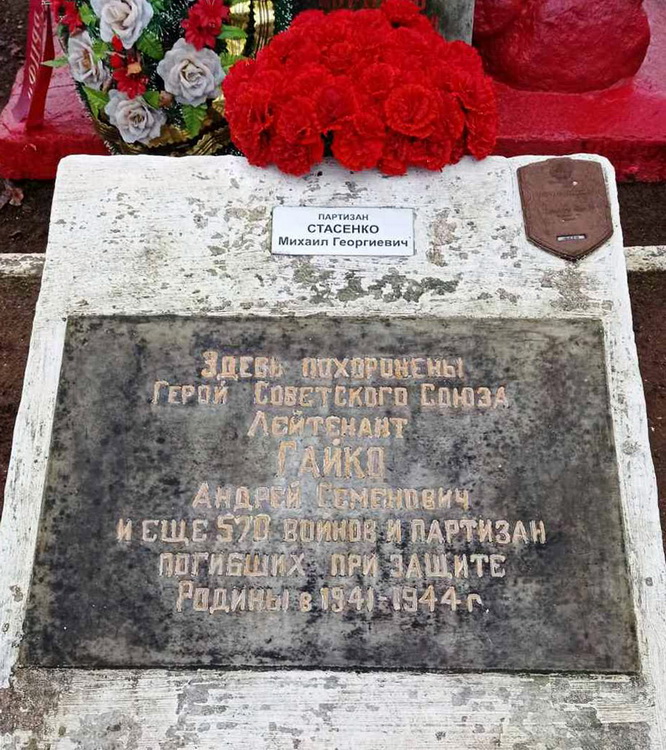 ПАРТИЗАН
СТАСЕНКО
Михаил Георгиевич
Здесь похоронены
Герой Советского Союза
Лейтенант
ГАЙКО
Андрей Семенович
и еще 570 воинов и партизан
погибших при защите
Родины в 1941-1944 г.